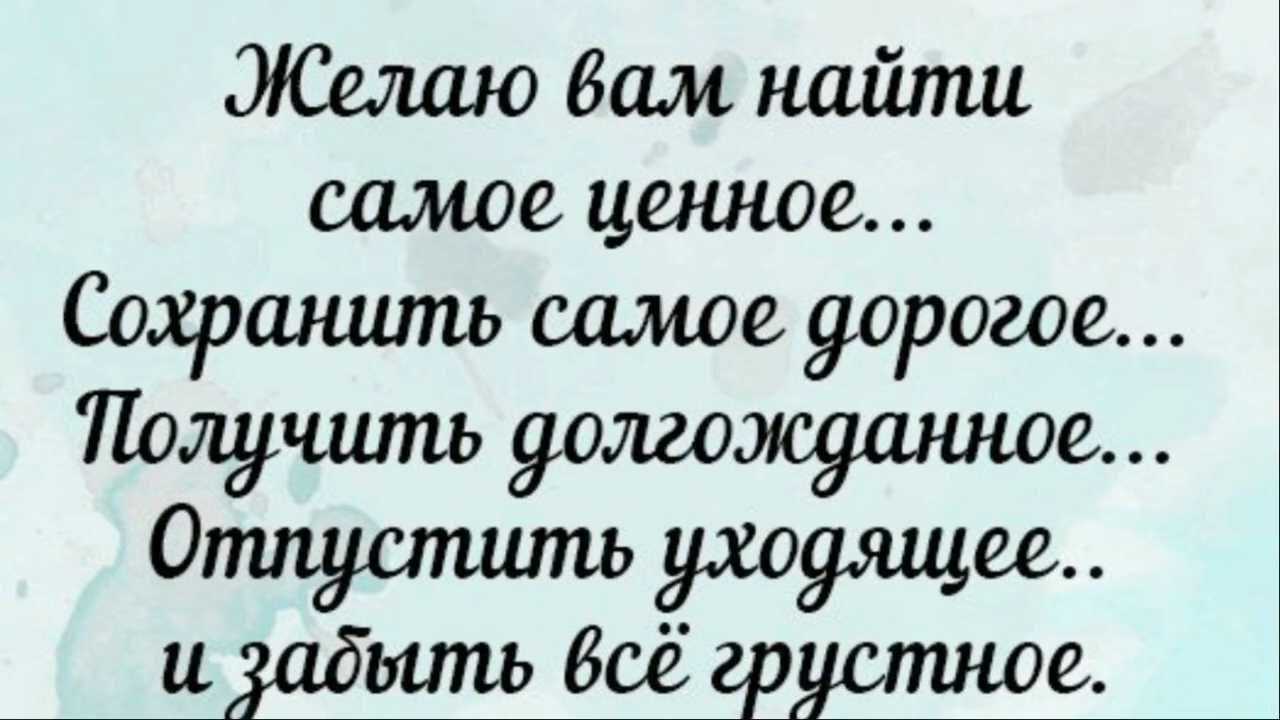 Желаю вам найти
самое ценное...
Сохранить самое дорогое...
Получить долгожданное...
Отпустить уходящее..
и забыть всё грустное.